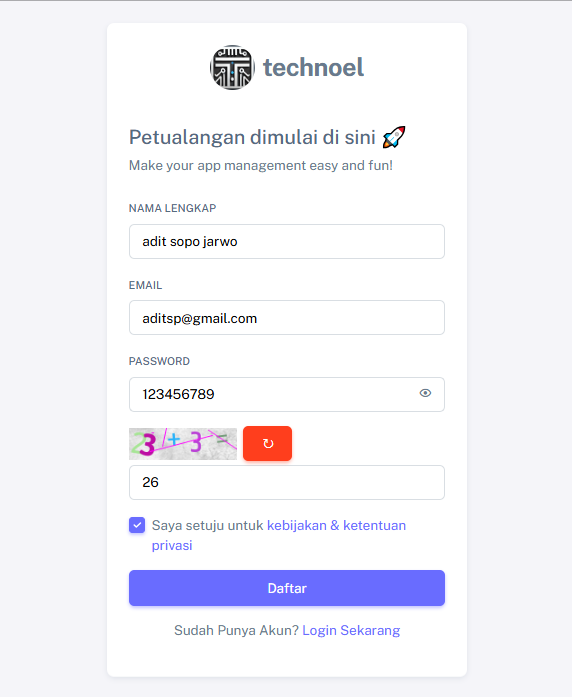 technoel
Petualangan dimulai di sini 🚀
Make your app management easy and fun!
NAMA LENGKAP
adit sopo jarwo
EMAIL
aditsp@gmail.com
PASSWORD
123456789
23 + 3 =
↻
26
Saya setuju untuk kebijakan & ketentuan
privasi
Daftar
Sudah Punya Akun? Login Sekarang